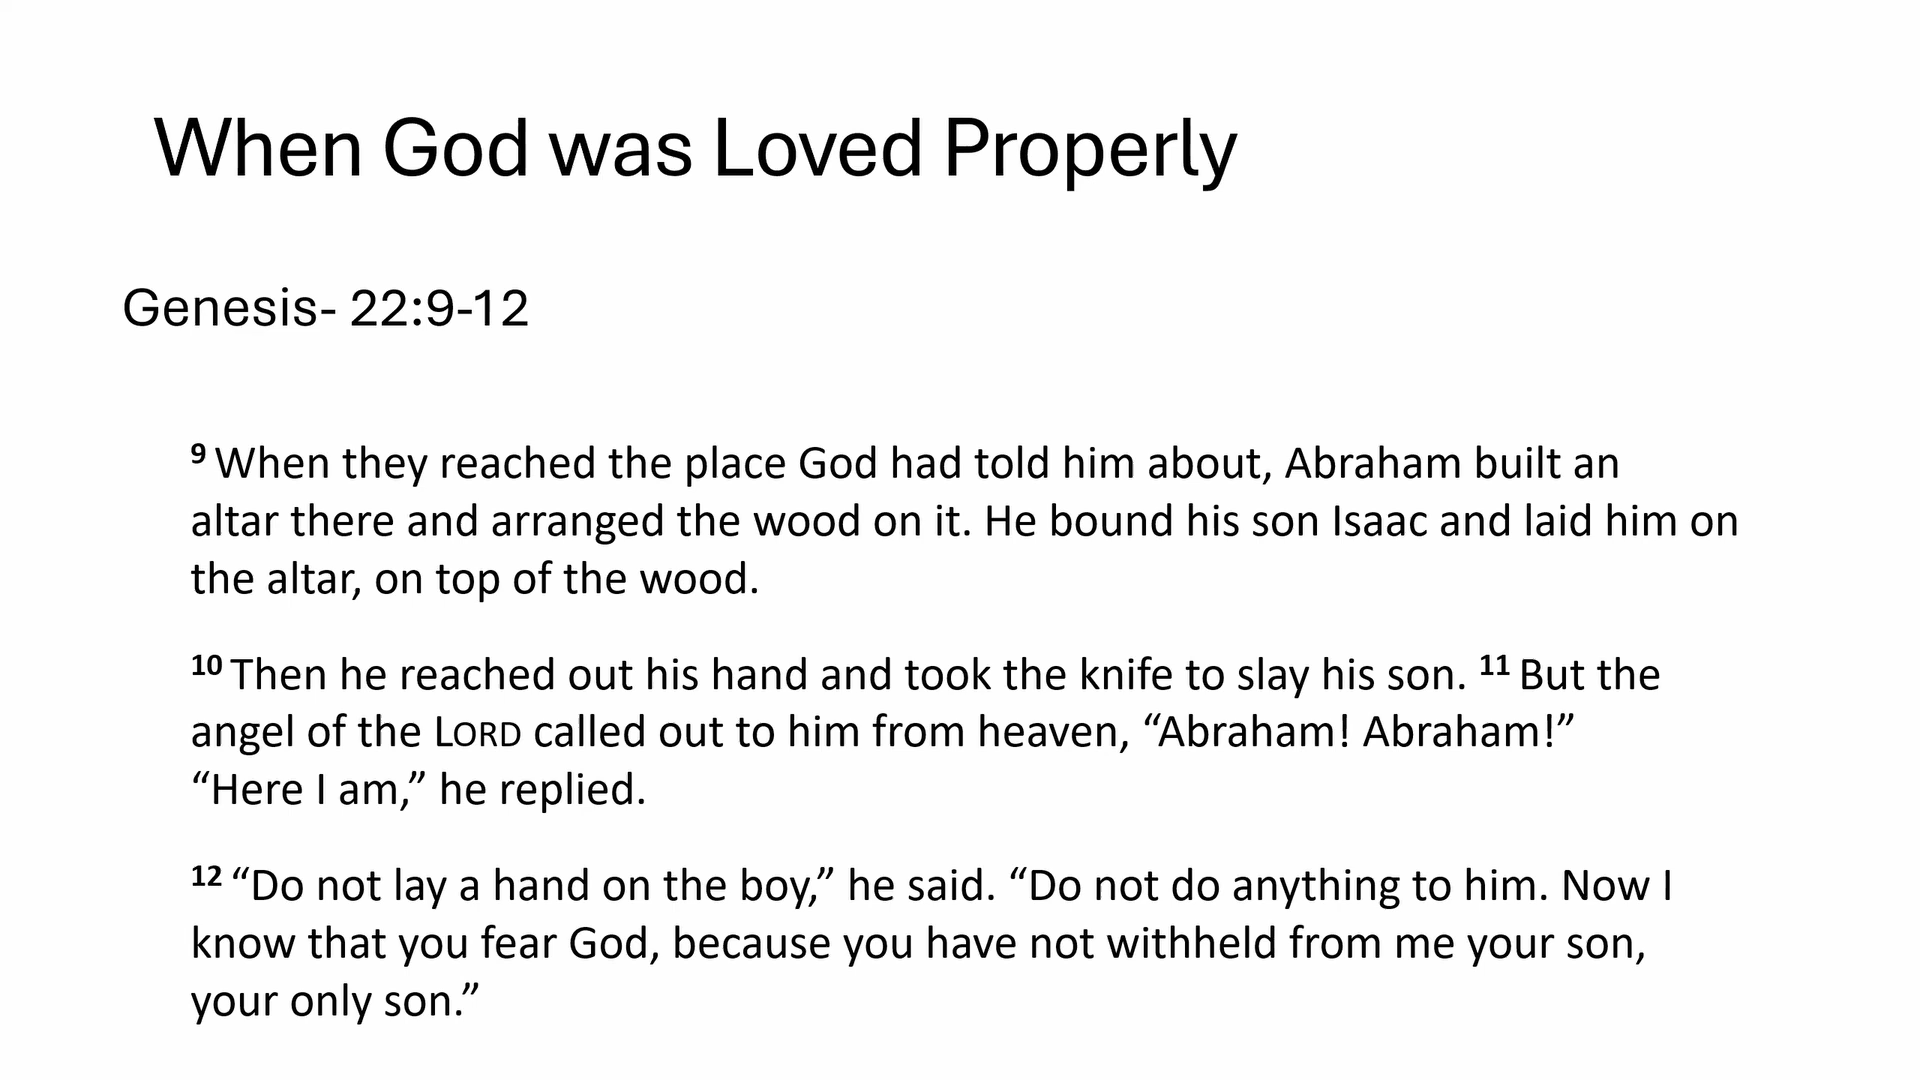 When God was Loved Properly
Genesis- 22:9-12
9 When they reached the place God had told him about, Abraham built an
altar there and arranged the wood on it. He bound his son Isaac and laid him on
the altar, on top of the wood.
10 Then he reached out his hand and took the knife to slay his son. 11 But the
angel of the LORD called out to him from heaven, “Abraham! Abraham!”
“Here I am,” he replied.
12 “Do not lay a hand on the boy,” he said. “Do not do anything to him. Now I
know that you fear God, because you have not withheld from me your son,
your only son.”